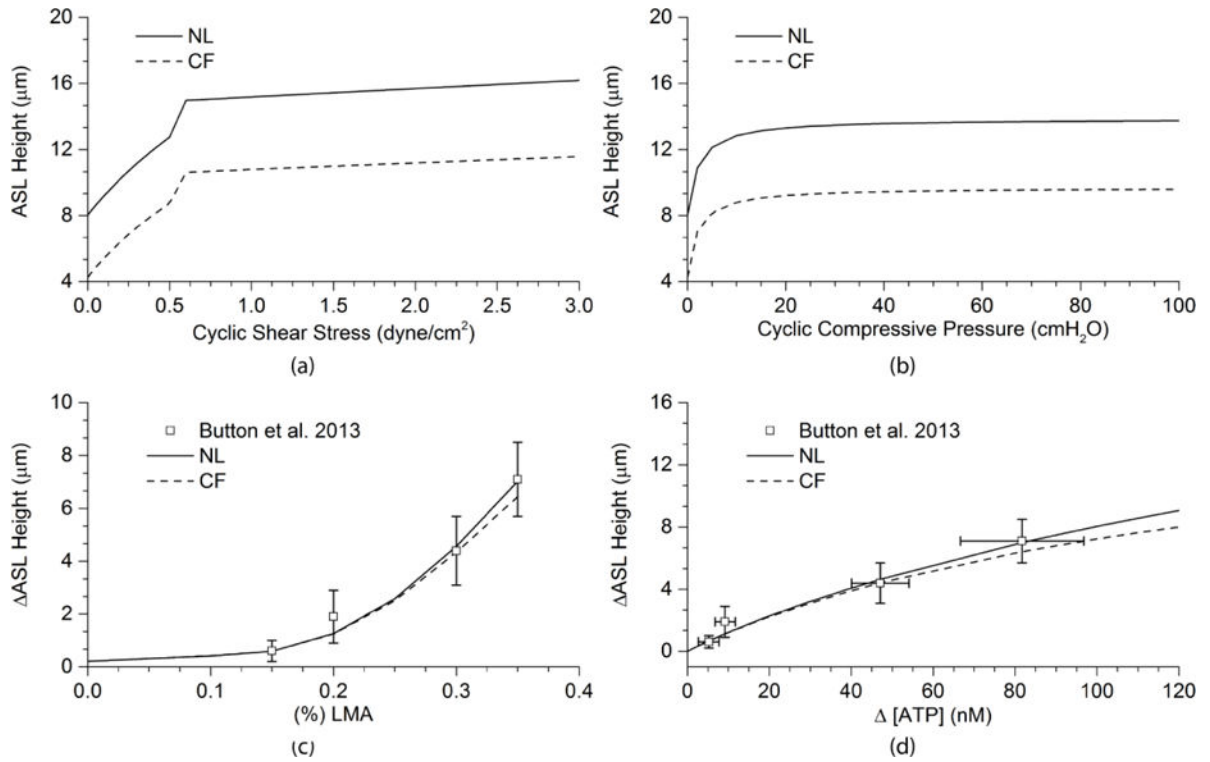 20
16
12
8
4
ASL Height (μm)
NL
CF
0.0 0.5 1.0 1.5 2.0 2.5 3.0
Cyclic Shear Stress (dyne/cm²)
(a)
20
16
12
8
4
ASL Height (μm)
NL
CF
0 20 40 60 80 100
Cyclic Compressive Pressure (cmH₂O)
(b)
10
8
6
4
2
0
ΔASL Height (μm)
Button et al. 2013
NL
CF
0.0 0.1 0.2 0.3 0.4
(%) LMA
(c)
16
12
8
4
0
ΔASL Height (μm)
Button et al. 2013
NL
CF
0 20 40 60 80 100 120
Δ [ATP] (nM)
(d)